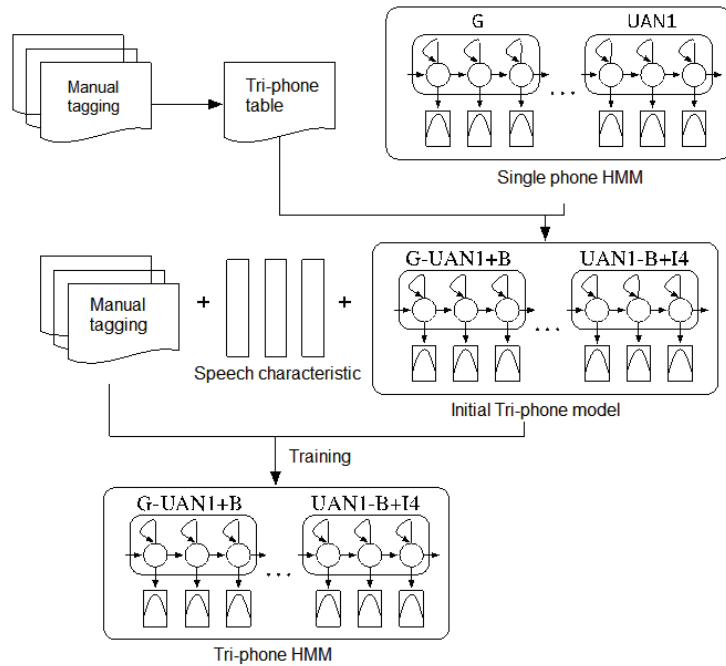 G UAN1
Manual
tagging
Tri-phone
table
...
Single phone HMM
G-UAN1+B UAN1-B+I4
Manual
tagging
+
+
...
Speech characteristic
Initial Tri-phone model
Training
G-UAN1+B UAN1-B+I4
...
Tri-phone HMM